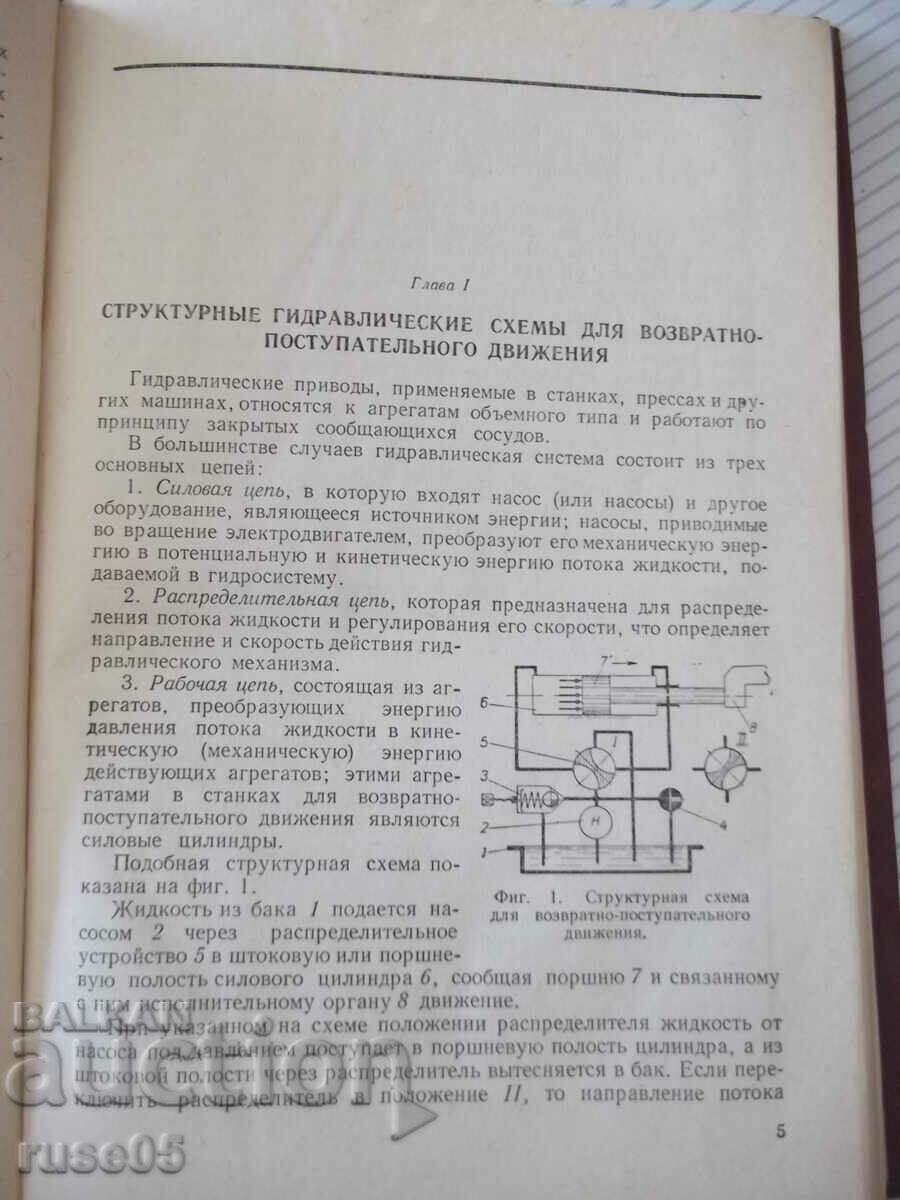 Глава I
СТРУКТУРНЫЕ ГИДРАВЛИЧЕСКИЕ СХЕМЫ ДЛЯ ВОЗВРАТНО-
ПОСТУПАТЕЛЬНОГО ДВИЖЕНИЯ
Гидравлические приводы, применяемые в станках, прессах и дру-
гих машинах, относятся к агрегатам объемного типа и работают по
принципу закрытых сообщающихся сосудов.
В большинстве случаев гидравлическая система состоит из трех
основных цепей:
1. Силовая цепь, в которую входят насос (или насосы) и другое
оборудование, являющееся источником энергии; насосы, приводимые
во вращение электродвигателем, преобразуют его механическую энер-
гию в потенциальную и кинетическую энергию потока жидкости, по-
даваемой в гидросистему.
2. Распределительная цепь, которая предназначена для распреде-
ления потока жидкости и регулирования его скорости, что определяет
направление и скорость действия гид-
равлического механизма.
3. Рабочая цепь, состоящая из аг-
регатов, преобразующих энергию
давления потока жидкости в кине-
тическую (механическую) энергию
действующих агрегатов; этими агре-
гатами в станках для возвратно-
поступательного движения являются
силовые цилиндры.
Подобная структурная схема по-
казана на фиг. 1.
Жидкость из бака 1 подается на-
сосом 2 через распределительное
устройство 5 в штоковую или поршне-
7
6
8
I
II
5
3
2
Н
4
1
Фиг. 1. Структурная схема
для возвратно-поступательного
движения.
вую полость силового цилиндра 6, сообщая поршню 7 и связанному
с ним исполнительному органу 8 движение.
При указанном на схеме положении распределителя жидкость от
насоса под давлением поступает в поршневую полость цилиндра, а из
штоковой полости через распределитель вытесняется в бак. Если пере-
ключить распределитель в положение II, то направление потока
5
BALKAN
auction
ruse05